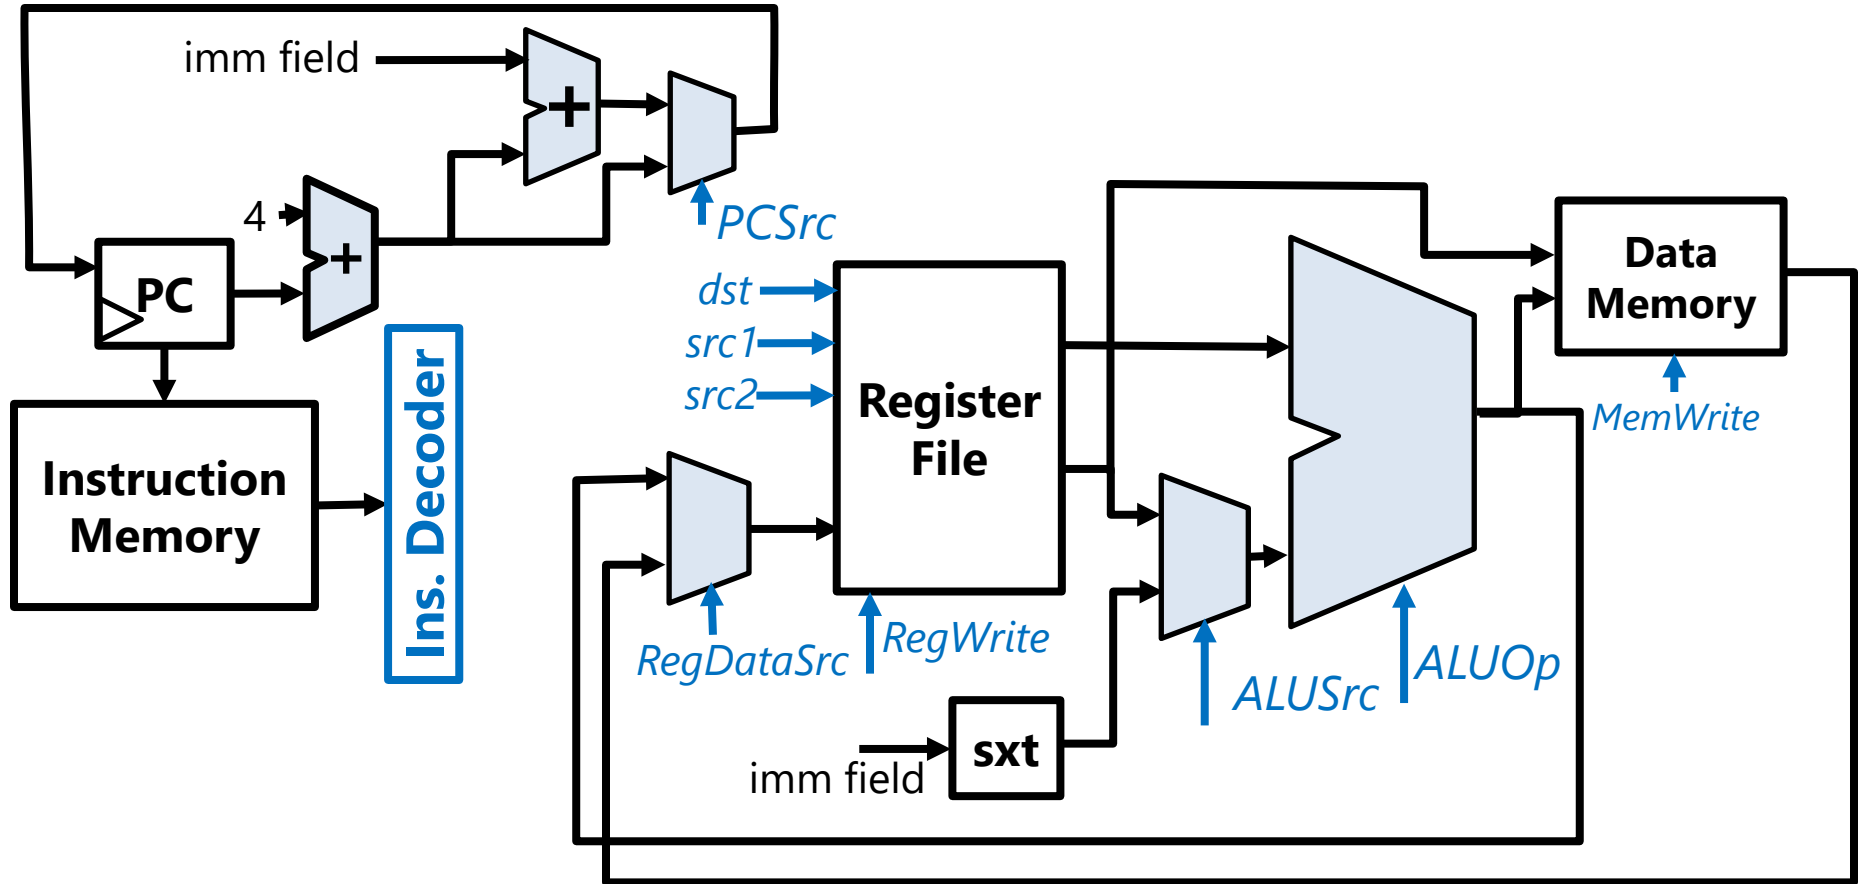 imm field
+
PCSrc
4
+
PC
dst
src1
src2
Data
Memory
MemWrite
Register
File
Instruction
Memory
Ins. Decoder
RegDataSrc
RegWrite
ALUSrc
ALUOp
sxt
imm field